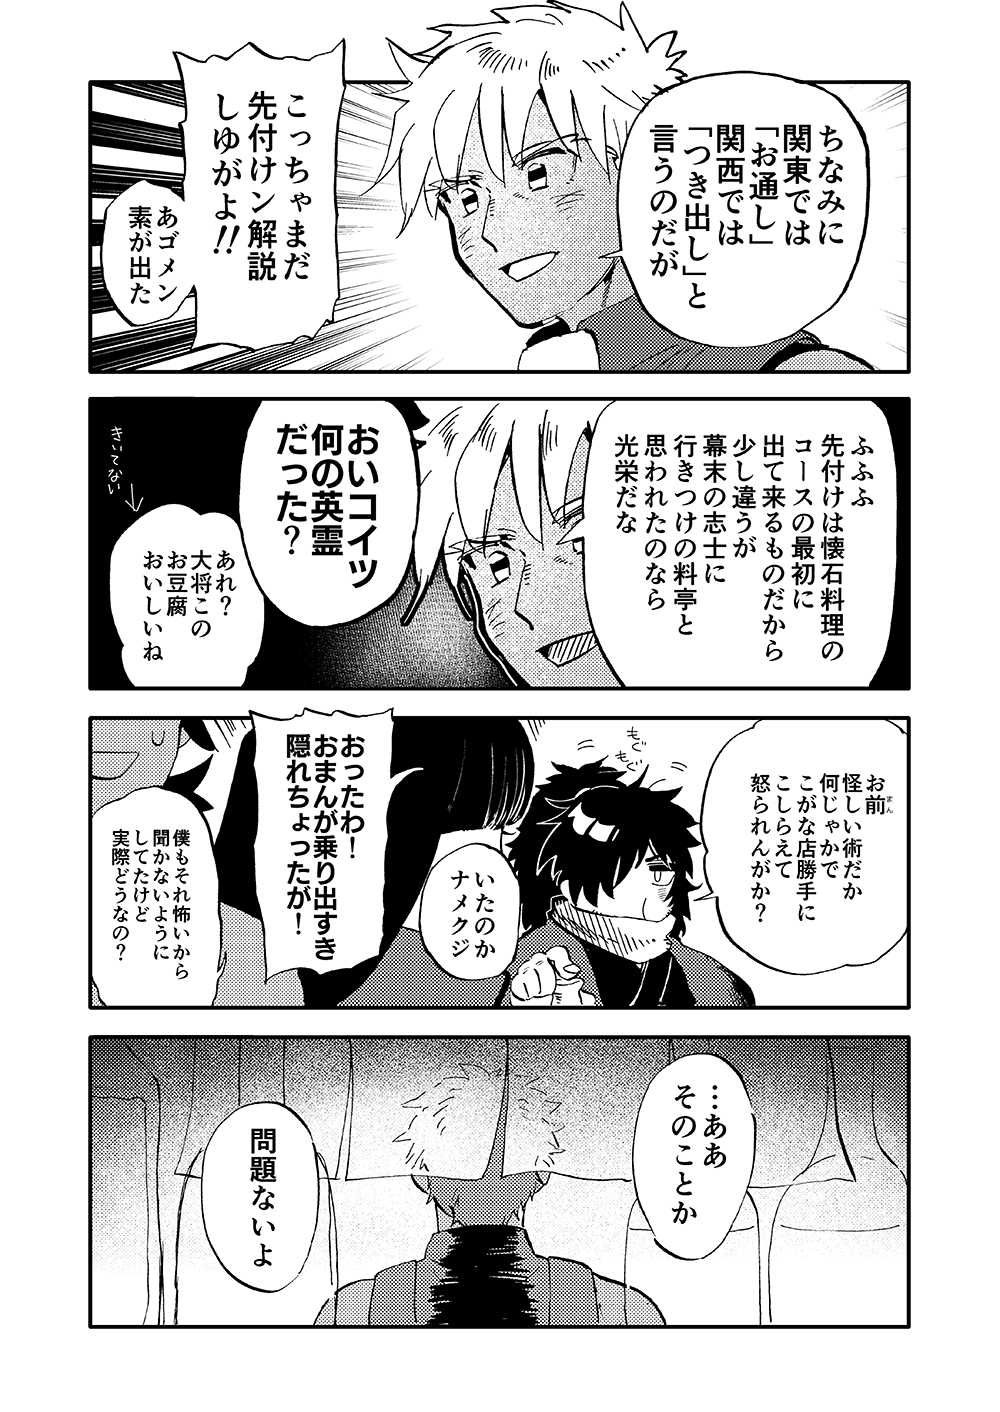 ちなみに
関東では
「お通し」
関西では
「つき出し」と
言うのだが
こっちゃまだ
先付けン解説
しゆがよ!!
あゴメン
素が出た
ふふふ
先付けは懐石料理の
コースの最初に
出て来るものだから
少し違うが
幕末の志士に
行きつけの料亭と
思われたのなら
光栄だな
おいコイツ
何の英霊
だった?
あれ?
大将この
お豆腐
おいしいね
きいてない
お前
まん
怪しい術だか
何じゃかで
こがな店勝手に
こしらえて
怒られんがか?
もぐ
もぐ
いたのか
ナメクジ
おったわ!
おまんが乗り出すき
隠れちょったが!
僕もそれ怖いから
聞かないように
してたけど
実際どうなの?
…ああ
そのことか
問題ないよ